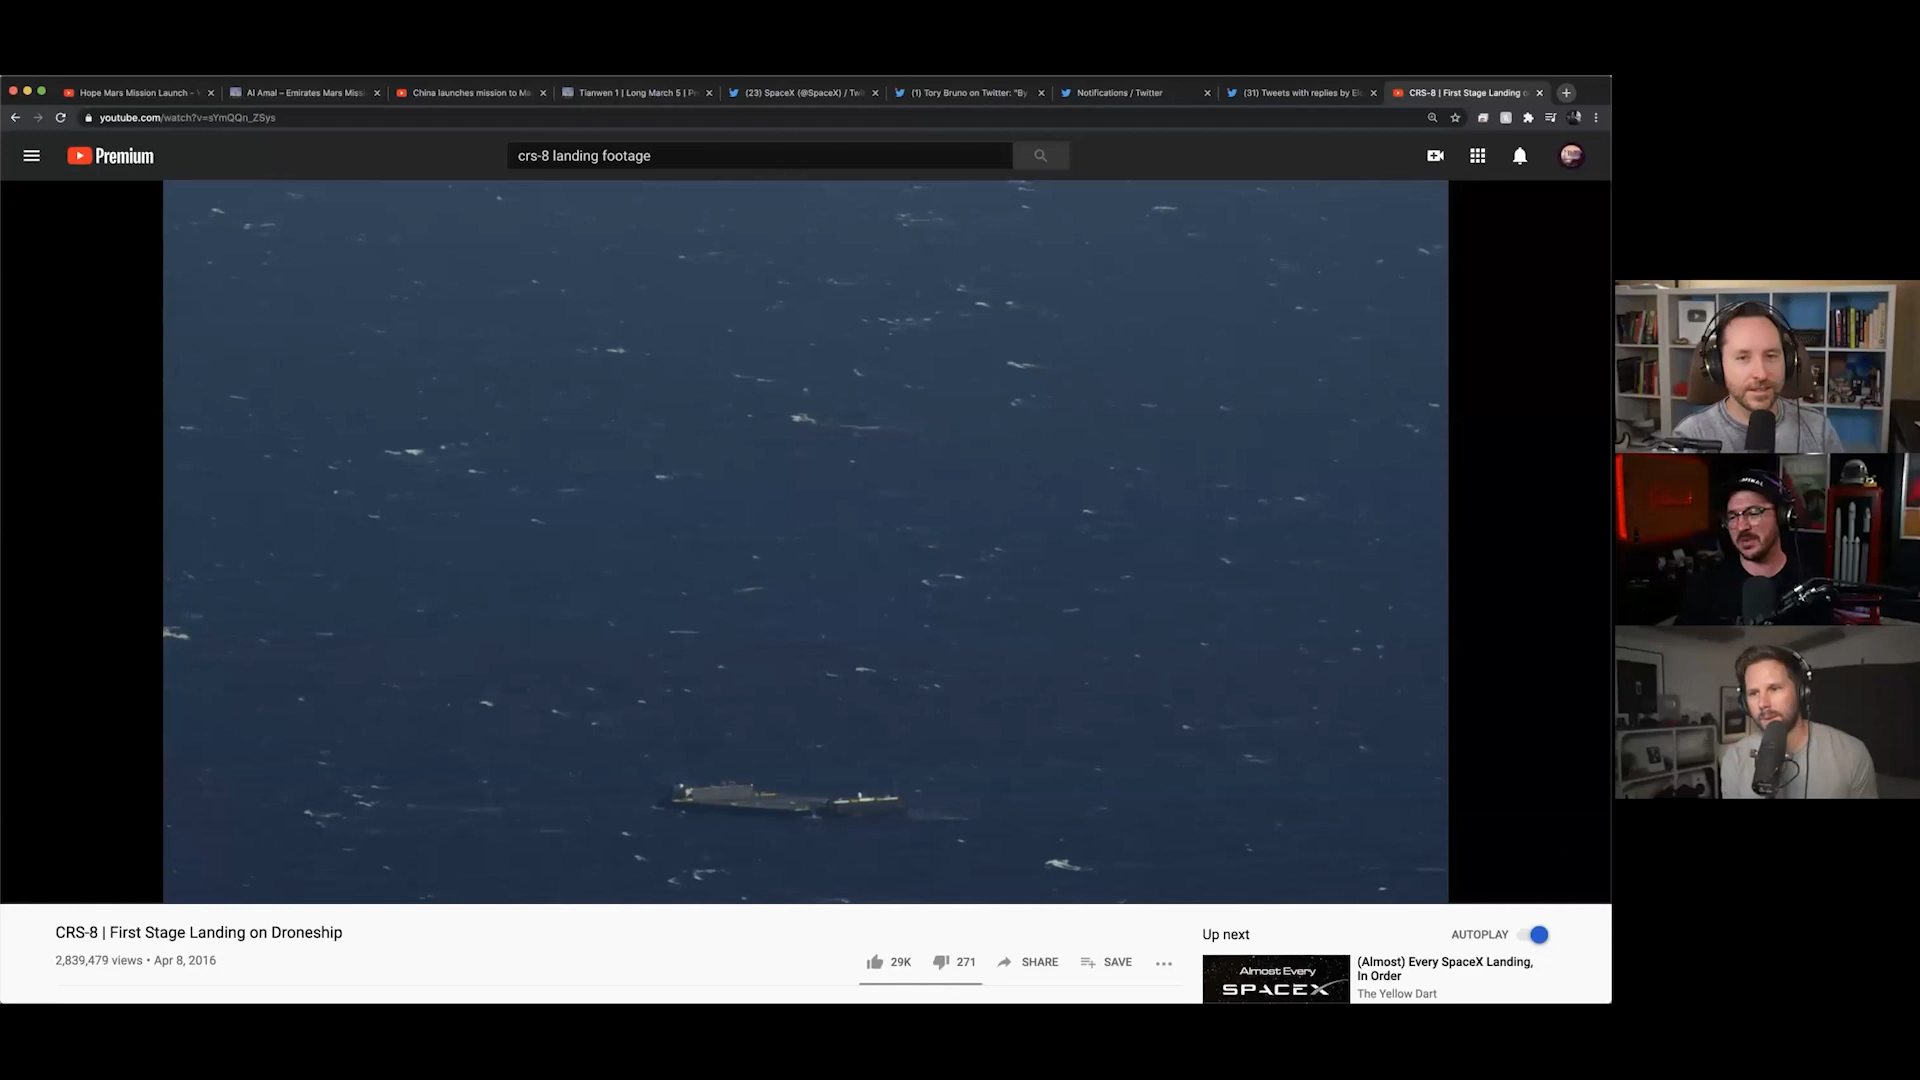 Hope Mars Mission Launch -
Al Amal – Emirates Mars Miss
China launches mission to Ma
Tianwen 1 | Long March 5 | Pr
(23) SpaceX (@SpaceX) / Twi
(1) Tory Bruno on Twitter: "By
Notifications / Twitter
(31) Tweets with replies by El
CRS-8 | First Stage Landing o
youtube.com/watch?v=sYmQQn_ZSys
Premium
crs-8 landing footage
CRS-8 | First Stage Landing on Droneship
2,839,479 views • Apr 8, 2016
29K
271
SHARE
SAVE
Up next
AUTOPLAY
Almost Every
SPACEX
(Almost) Every SpaceX Landing,
In Order
The Yellow Dart